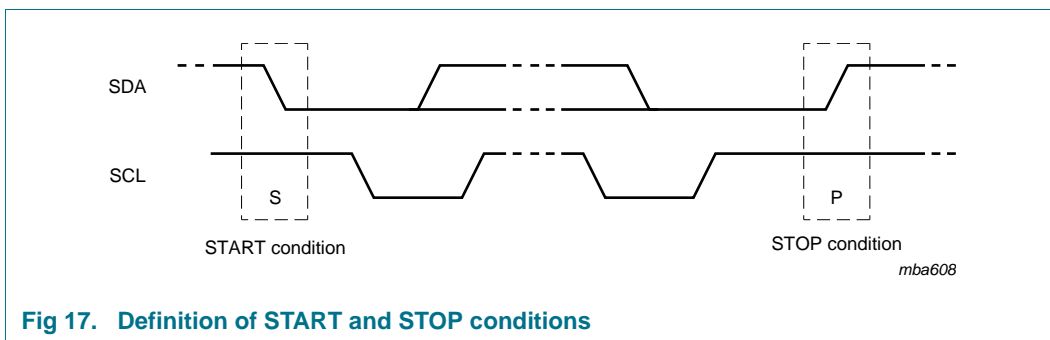 SDA
SCL
S
P
START condition
STOP condition
mba608
Fig 17. Definition of START and STOP conditions